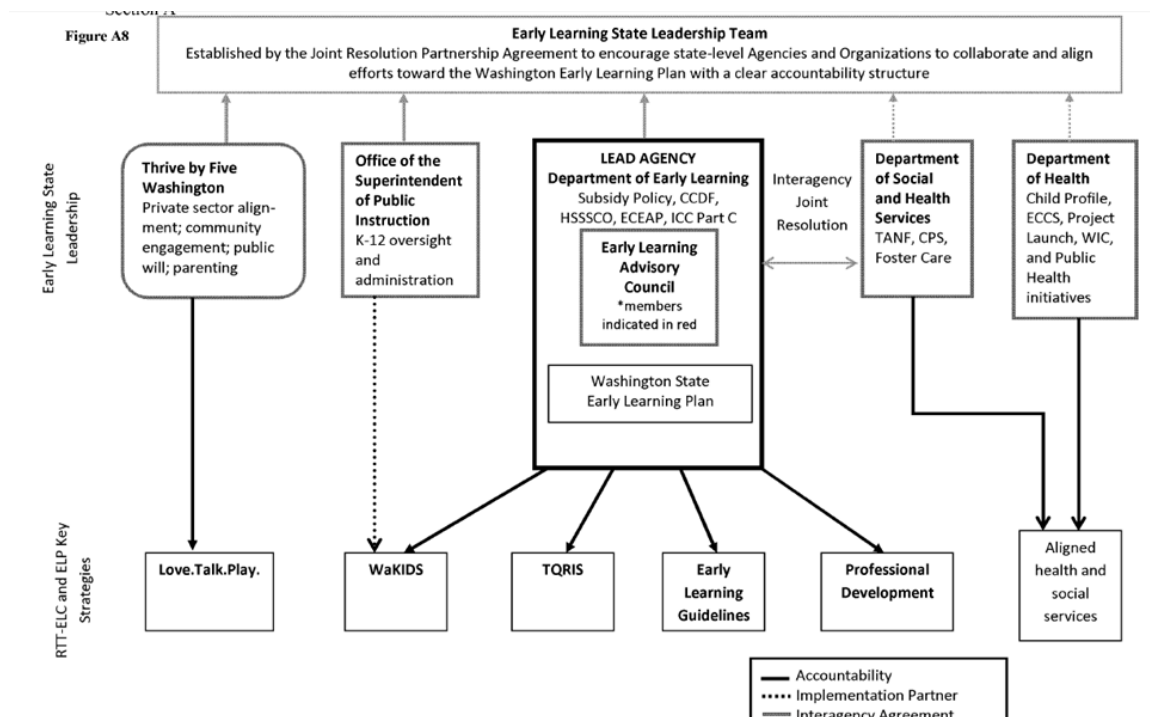 Section A
Figure A8
Early Learning State Leadership Team
Established by the Joint Resolution Partnership Agreement to encourage state-level Agencies and Organizations to collaborate and align
efforts toward the Washington Early Learning Plan with a clear accountability structure
Early Learning State
Leadership
Thrive by Five
Washington
Private sector align-
ment; community
engagement; public
will; parenting
Office of the
Superintendent
of Public
Instruction
K-12 oversight
and
administration
LEAD AGENCY
Department of Early Learning
Subsidy Policy, CCDF,
HSSSCO, ECEAP, ICC Part C
Early Learning
Advisory
Council
*members
indicated in red
Washington State
Early Learning Plan
Interagency
Joint
Resolution
Department
of Social
and Health
Services
TANF, CPS,
Foster Care
Department
of Health
Child Profile,
ECCS, Project
Launch, WIC,
and Public
Health
initiatives
RTT-ELC and ELP Key
Strategies
Love.Talk.Play.
WaKIDS
TQRIS
Early
Learning
Guidelines
Professional
Development
Aligned
health and
social
services
Accountability
Implementation Partner
Interagency Agreement